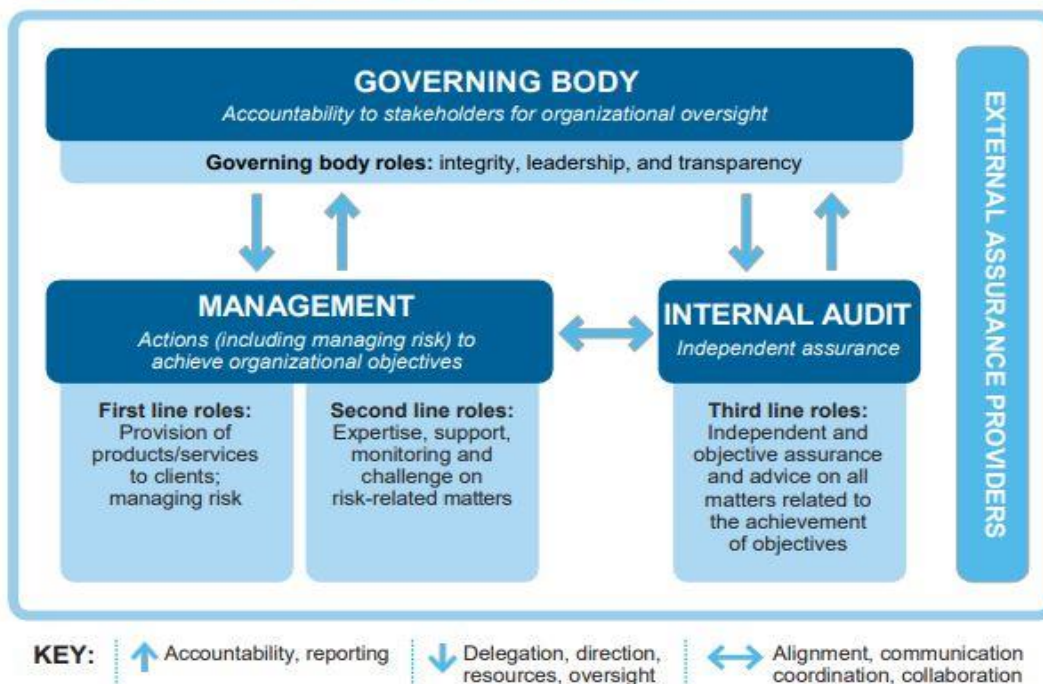 GOVERNING BODY
Accountability to stakeholders for organizational oversight
Governing body roles: integrity, leadership, and transparency
MANAGEMENT
Actions (including managing risk) to
achieve organizational objectives
First line roles:
Provision of
products/services
to clients;
managing risk
Second line roles:
Expertise, support,
monitoring and
challenge on
risk-related matters
INTERNAL AUDIT
Independent assurance
Third line roles:
Independent and
objective assurance
and advice on all
matters related to
the achievement
of objectives
EXTERNAL ASSURANCE PROVIDERS
KEY:
Accountability, reporting
Delegation, direction,
resources, oversight
Alignment, communication
coordination, collaboration